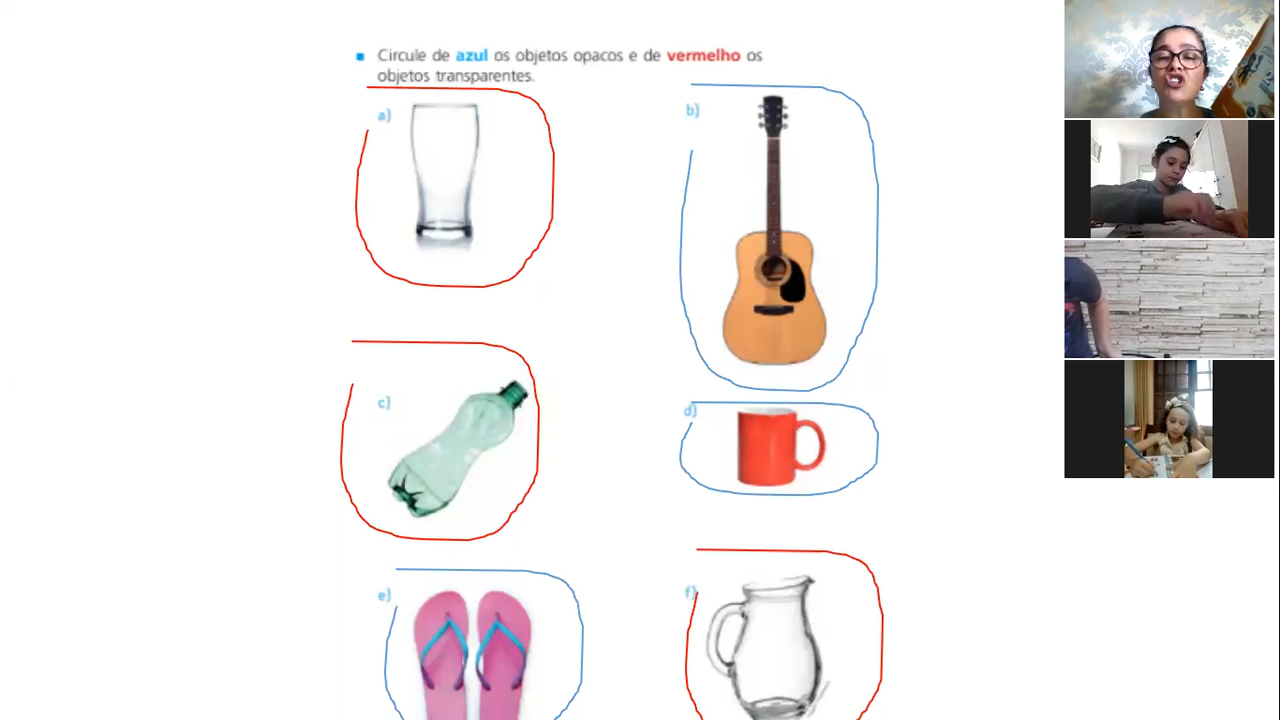 Circule de azul os objetos opacos e de vermelho os
objetos transparentes.
a)
b)
c)
d)
e)
f)